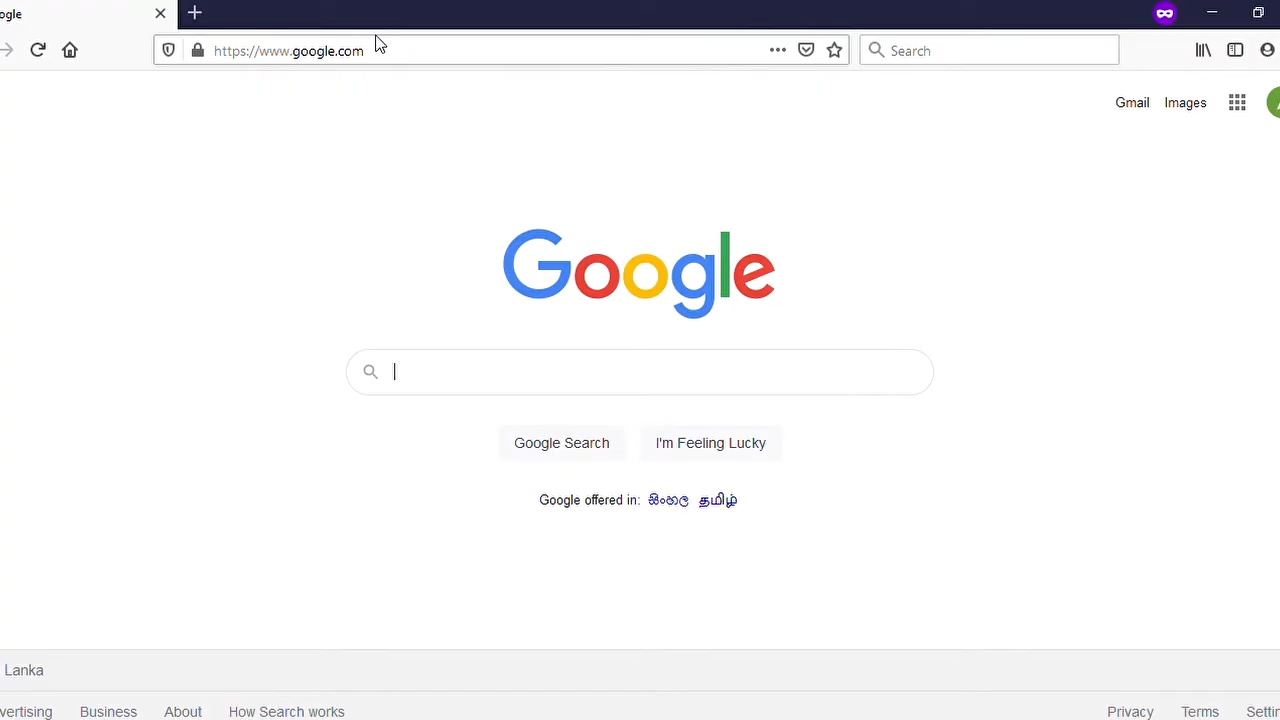 ogle
https://www.google.com
Search
Gmail Images
Google
Google Search I'm Feeling Lucky
Google offered in: සිංහල தமிழ்
Lanka
vertising Business About How Search works Privacy Terms Settin